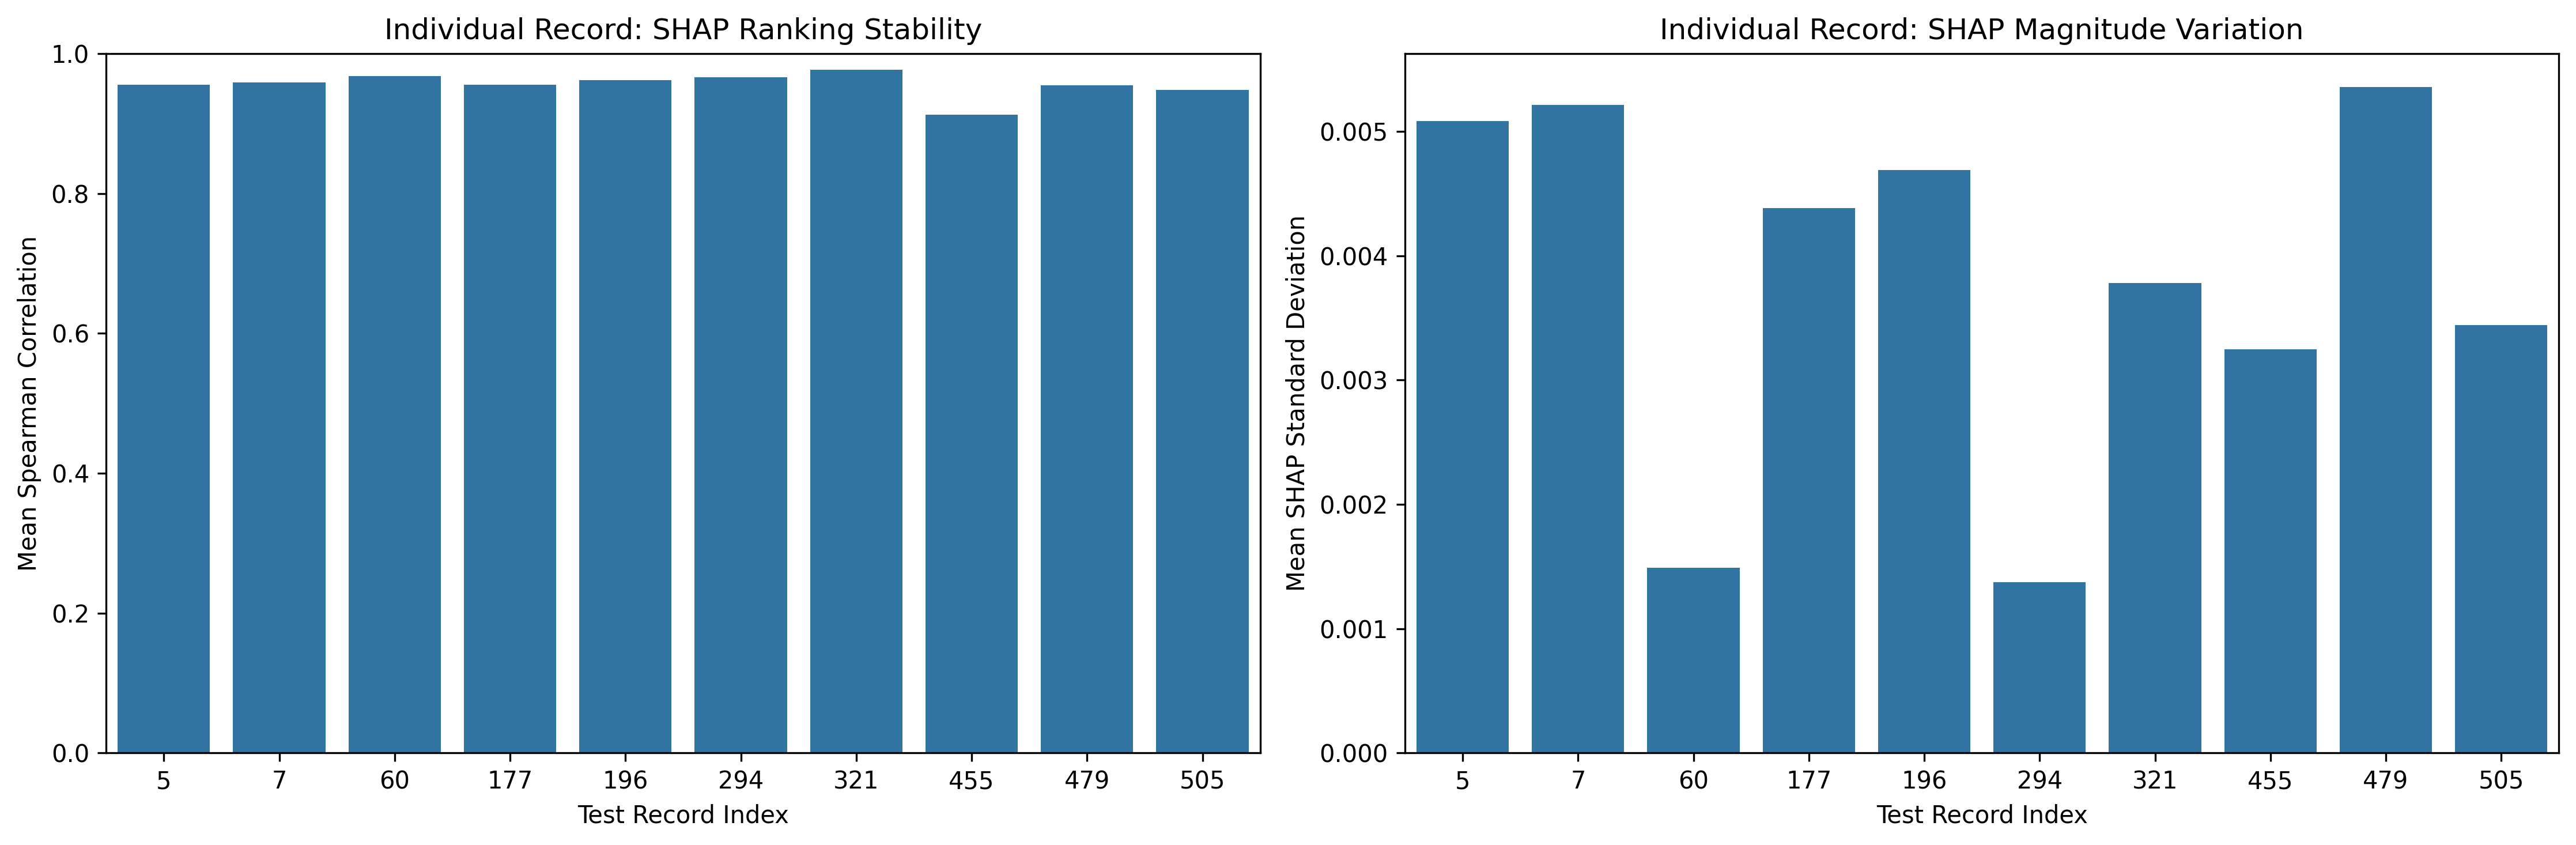 Individual Record: SHAP Ranking Stability
Mean Spearman Correlation
1.0
0.8
0.6
0.4
0.2
0.0
5 7 60 177 196 294 321 455 479 505
Test Record Index
Individual Record: SHAP Magnitude Variation
Mean SHAP Standard Deviation
0.005
0.004
0.003
0.002
0.001
0.000
5 7 60 177 196 294 321 455 479 505
Test Record Index